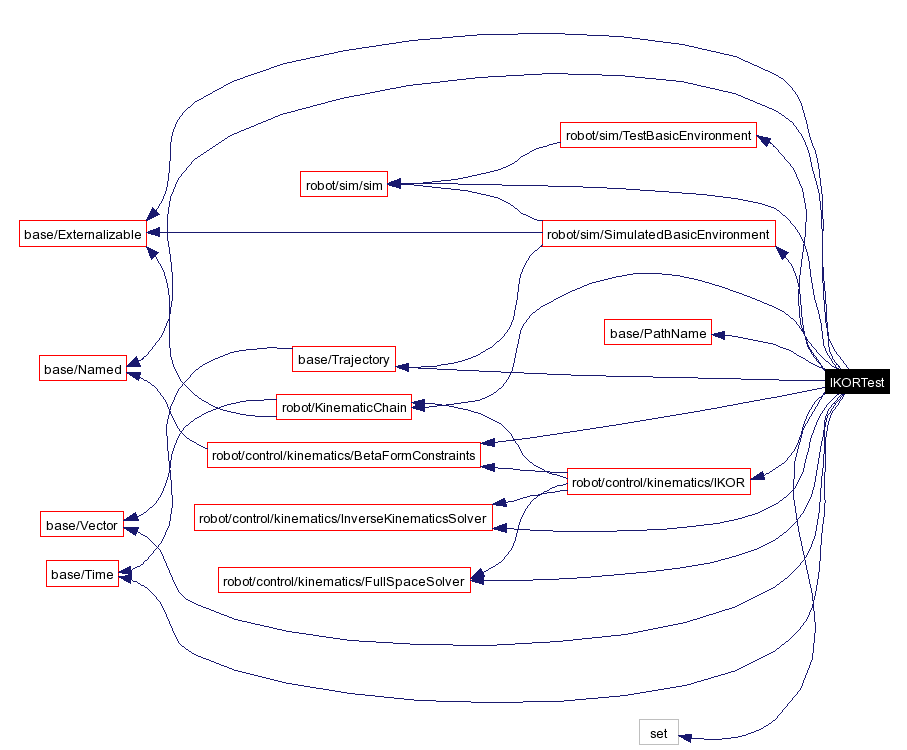 robot/sim/TestBasicEnvironment
robot/sim/sim
base/Externalizable
robot/sim/SimulatedBasicEnvironment
base/PathName
base/Trajectory
base/Named
IKORTest
robot/KinematicChain
robot/control/kinematics/BetaFormConstraints
robot/control/kinematics/IKOR
robot/control/kinematics/InverseKinematicsSolver
base/Vector
base/Time
robot/control/kinematics/FullSpaceSolver
set